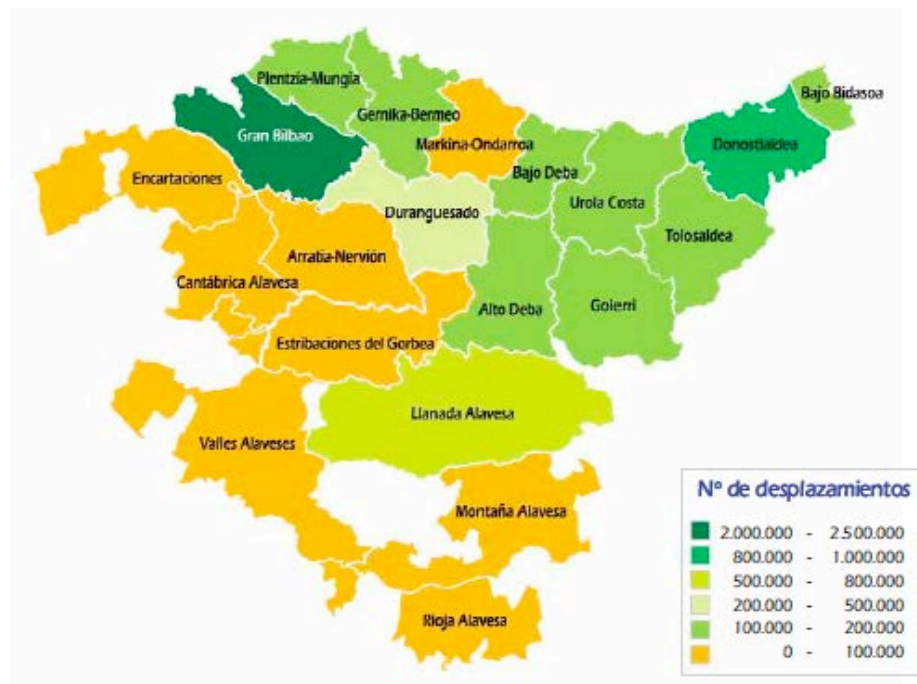 Plentzia-Mungia
Bajo Bidasoa
Gernika-Bermeo
Gran Bilbao
Markina-Ondarroa
Donostialdea
Encartaciones
Bajo Deba
Urola Costa
Duranguesado
Tolosaldea
Arratia-Nervión
Cantábrica Alavesa
Alto Deba
Goierri
Estribaciones del Gorbea
Llanada Alavesa
Valles Alaveses
Montaña Alavesa
Rioja Alavesa
Nº de desplazamientos
2.000.000 - 2.500.000
800.000 - 1.000.000
500.000 - 800.000
200.000 - 500.000
100.000 - 200.000
0 - 100.000